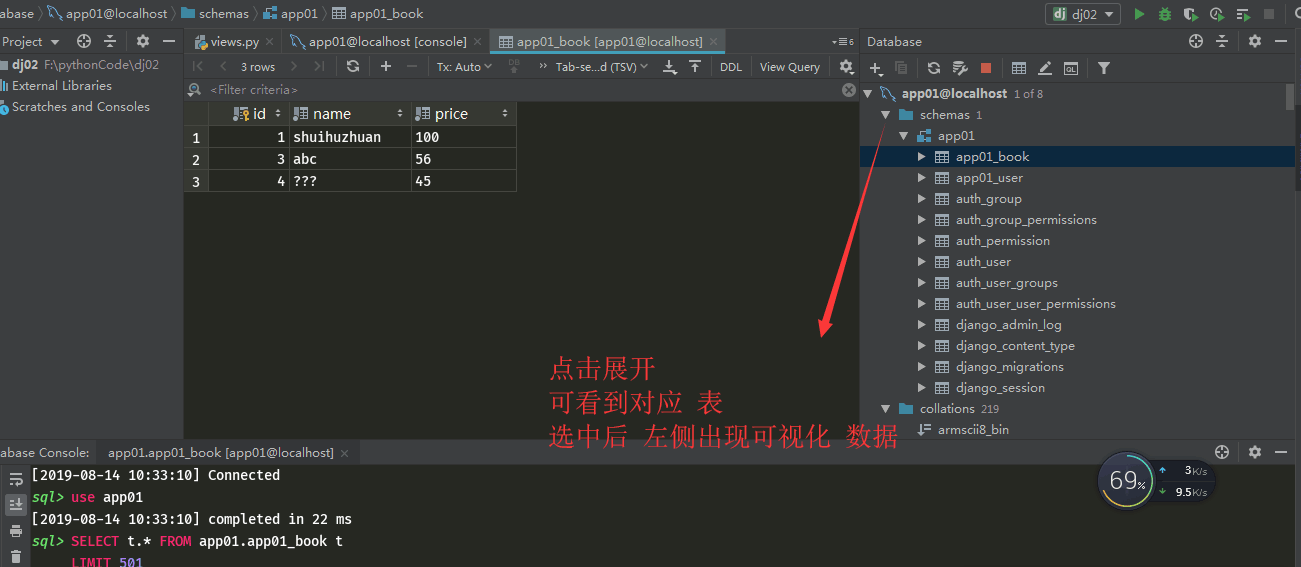 abase app01@localhost schemas app01 app01_book
dj02
Project
views.py app01@localhost [console] app01_book [app01@localhost] 6
Database
dj02 F:\pythonCode\dj02
External Libraries
Scratches and Consoles
3 rows Tx: Auto DB Tab-se...d (TSV) DDL View Query
<Filter criteria>
id name price
1 1 shuihuzhuan 100
2 3 abc 56
3 4 ??? 45
app01@localhost 1 of 8
schemas 1
app01
app01_book
app01_user
auth_group
auth_group_permissions
auth_permission
auth_user
auth_user_groups
auth_user_user_permissions
django_admin_log
django_content_type
django_migrations
django_session
collations 219
armscii8_bin
点击展开
可看到对应 表
选中后 左侧出现可视化 数据
abase Console: app01.app01_book [app01@localhost]
[2019-08-14 10:33:10] Connected
sql> use app01
[2019-08-14 10:33:10] completed in 22 ms
sql> SELECT t.* FROM app01.app01_book t
LIMIT 501
69%
3K/s
9.5K/s